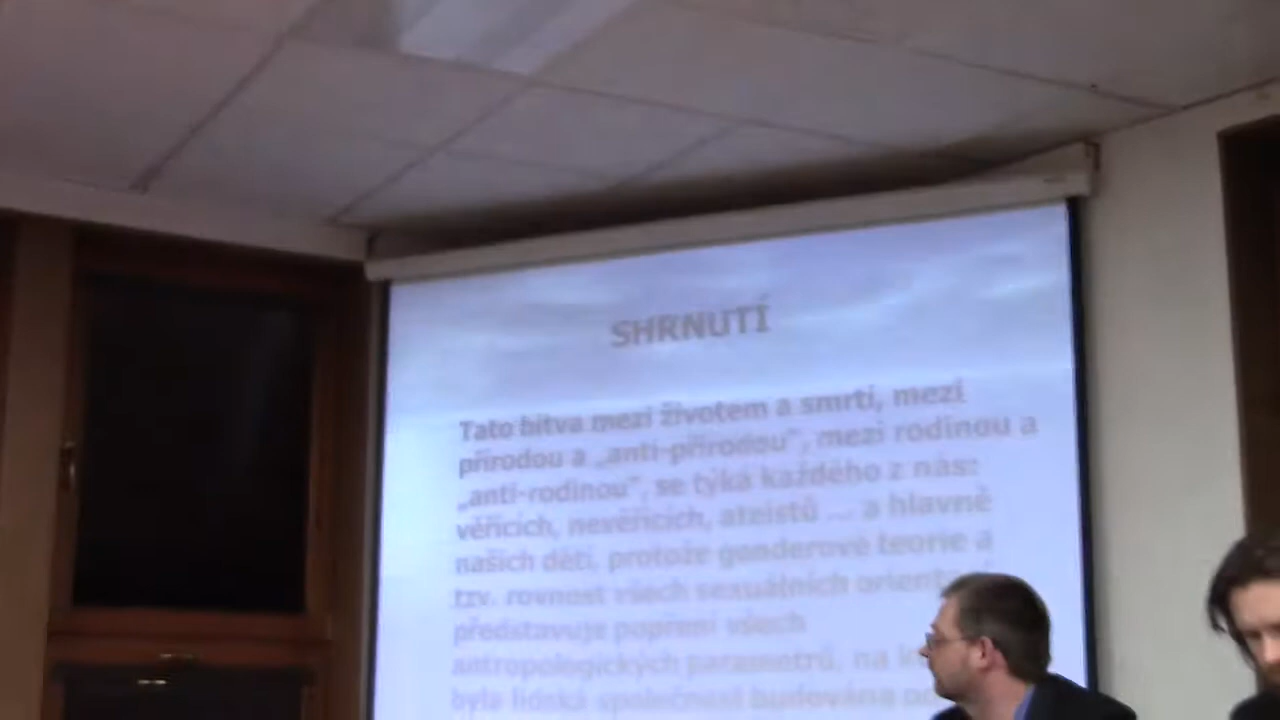 SHRNUTÍ
Tato bitva mezi životem a smrtí, mezi
přírodou a „anti-přírodou", mezi rodinou a
„anti-rodinou", se týká každého z nás:
věřících, nevěřících, ateistů ... a hlavně
našich dětí, protože genderové teorie a
tzv. rovnost všech sexuálních
představuje popření všech
antropologických parametrů, na
byla lidská společnost budována